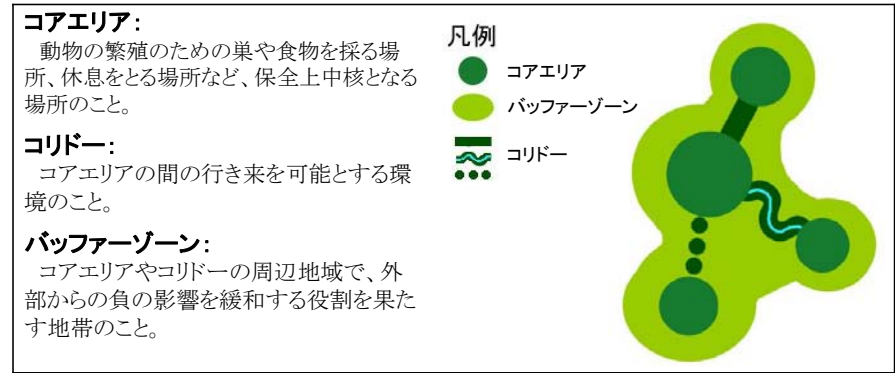 コアエリア：
動物の繁殖のための巣や食物を採る場
所、休息をとる場所など、保全上中核となる
場所のこと。
コリドー：
コアエリアの間の行き来を可能とする環
境のこと。
バッファーゾーン：
コアエリアやコリドーの周辺地域で、外
部からの負の影響を緩和する役割を果た
す地帯のこと。
凡例
コアエリア
バッファーゾーン
コリドー